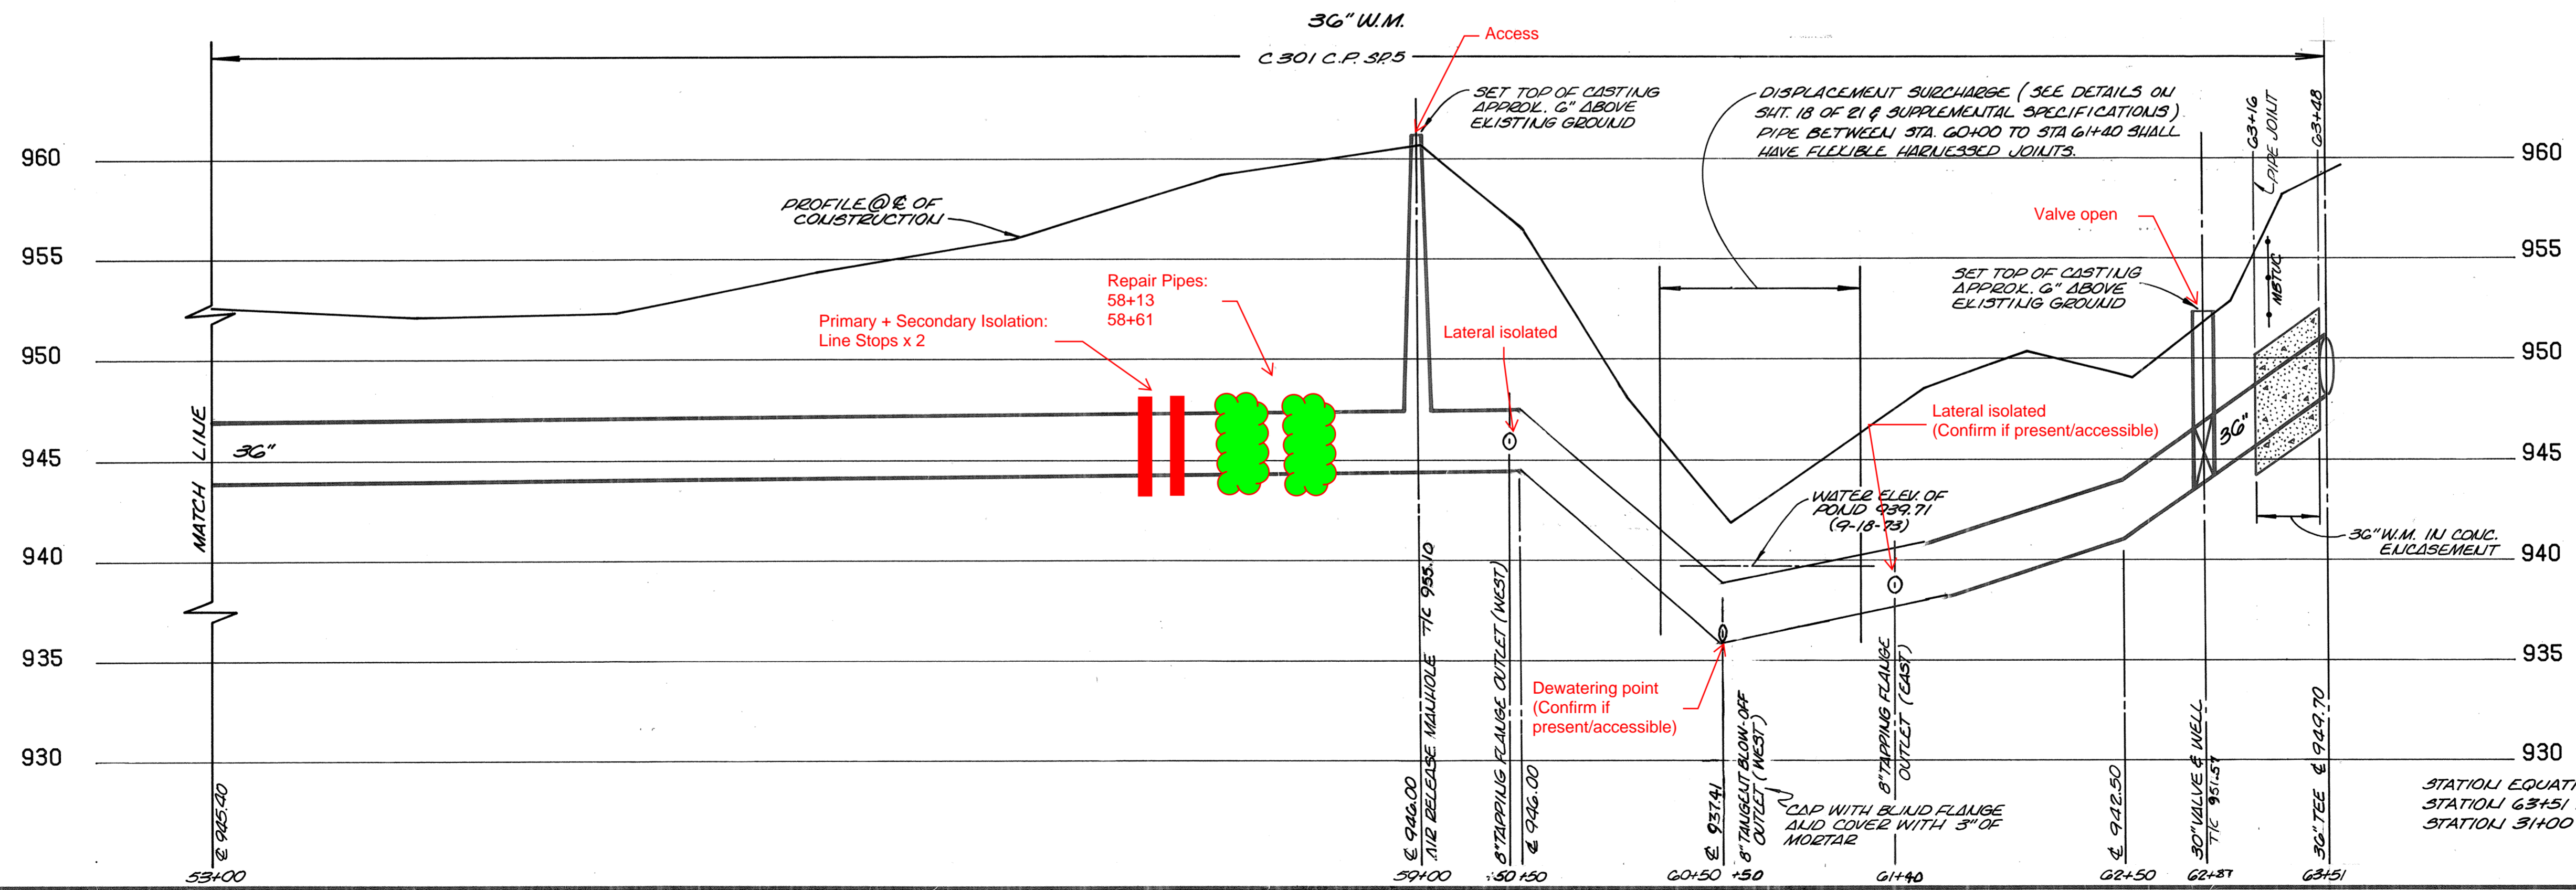 36" W.M.
C 301 C.P. SP.5
Access
SET TOP OF CASTING
APPROX. 6" ABOVE
EXISTING GROUND
DISPLACEMENT SURCHARGE (SEE DETAILS ON
SHT. 18 OF 21 & SUPPLEMENTAL SPECIFICATIONS)
PIPE BETWEEN STA. 60+00 TO STA 61+40 SHALL
HAVE FLEXIBLE HARNESSED JOINTS.
63+16
PIPE JOINT
63+48
960
960
955
955
950
950
945
945
940
940
935
935
930
930
PROFILE @ ℄ OF
CONSTRUCTION
Primary + Secondary Isolation:
Line Stops x 2
Repair Pipes:
58+13
58+61
Lateral isolated
Valve open
SET TOP OF CASTING
APPROX. 6" ABOVE
EXISTING GROUND
MBTUC
Lateral isolated
(Confirm if present/accessible)
MATCH LINE
36"
36"
WATER ELEV. OF
POND 939.71
(9-18-73)
36" W.M. IN CONC.
ENCASEMENT
Dewatering point
(Confirm if
present/accessible)
℄ 945.40
℄ 946.00
AIR RELEASE MANHOLE T/C 955.10
8" TAPPING FLANGE OUTLET (WEST)
℄ 946.00
℄ 937.41
8" TANGENT BLOW-OFF
OUTLET (WEST)
CAP WITH BLIND FLANGE
AND COVER WITH 3" OF
MORTAR
8" TAPPING FLANGE
OUTLET (EAST)
℄ 942.50
30" VALVE & WELL
T/C 951.57
36" TEE ℄ 949.70
STATION EQUATI
STATION 63+51
STATION 31+00
53+00
59+00
+50
+50
60+50
+50
61+40
62+50
62+87
63+51